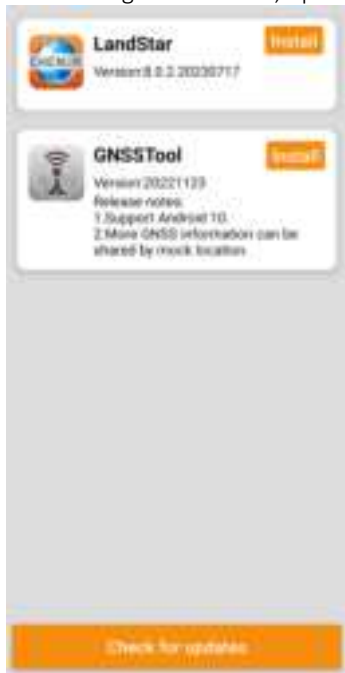 LandStar
Install
Version:8.0.2.20230717
GNSSTool
Install
Version:20221123
Release notes:
1.Support Android 10.
2.More GNSS information can be
shared by mock location
Check for updates